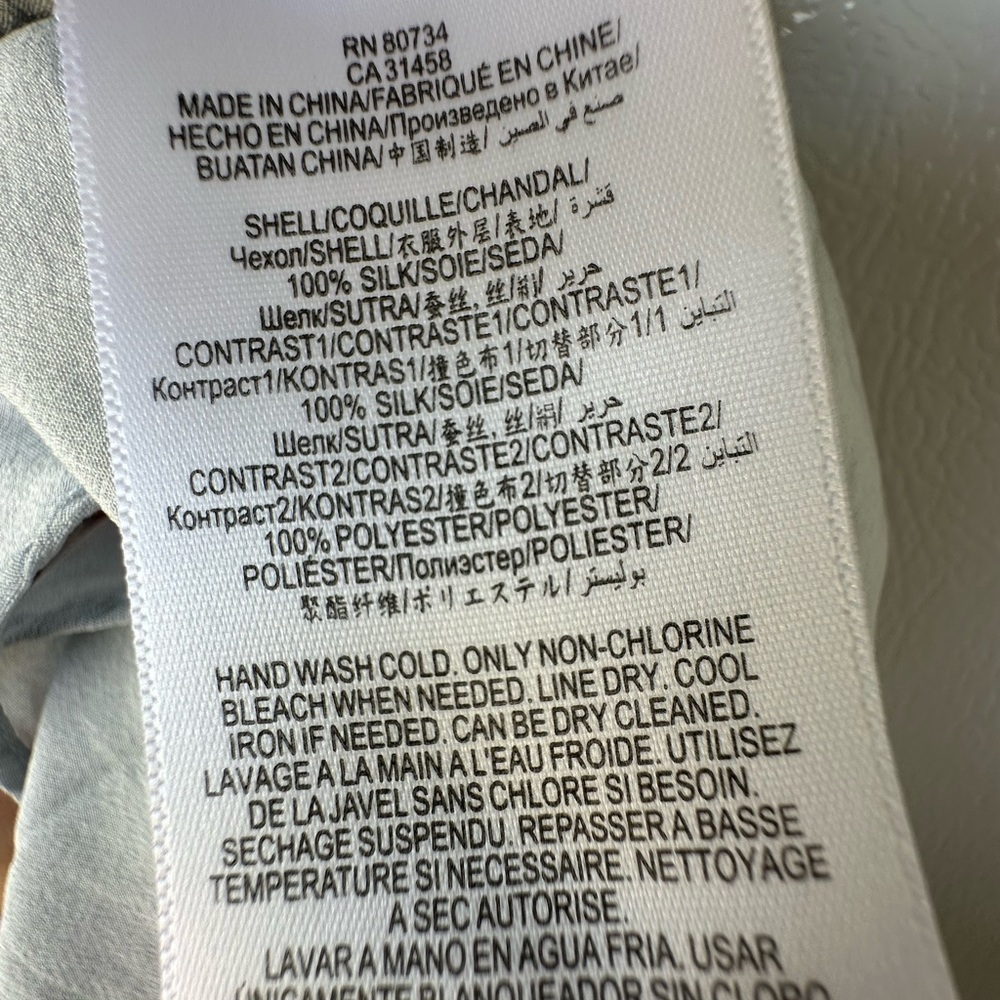 RN 80734
CA 31458
MADE IN CHINA/FABRIQUÉ EN CHINE/
HECHO EN CHINA/Произведено в Китае/
BUATAN CHINA/中国制造/ صنع في الصين
SHELL/COQUILLE/CHANDAL/
Чехол/SHELL/衣服外层/表地/ قشرة
100% SILK/SOIE/SEDA/
Шелк/SUTRA/蚕丝, 丝/絹/ حرير
CONTRAST1/CONTRASTE1/CONTRASTE1/
Контраст1/KONTRAS1/撞色布1/切替部分1/1 التباين
100% SILK/SOIE/SEDA/
Шелк/SUTRA/蚕丝, 丝/絹/ حرير
CONTRAST2/CONTRASTE2/CONTRASTE2/
Контраст2/KONTRAS2/撞色布2/切替部分2/2 التباين
100% POLYESTER/POLYESTER/
POLIÉSTER/Полиэстер/POLIESTER/
聚酯纤维/ポリエステル/ بوليستر
HAND WASH COLD. ONLY NON-CHLORINE
BLEACH WHEN NEEDED. LINE DRY. COOL
IRON IF NEEDED. CAN BE DRY CLEANED.
LAVAGE A LA MAIN A L'EAU FROIDE. UTILISEZ
DE LA JAVEL SANS CHLORE SI BESOIN.
SECHAGE SUSPENDU. REPASSER A BASSE
TEMPERATURE SI NECESSAIRE. NETTOYAGE
A SEC AUTORISE.
LAVAR A MANO EN AGUA FRIA. USAR
ÚNICAMENTE BLANQUEADOR SIN CLORO